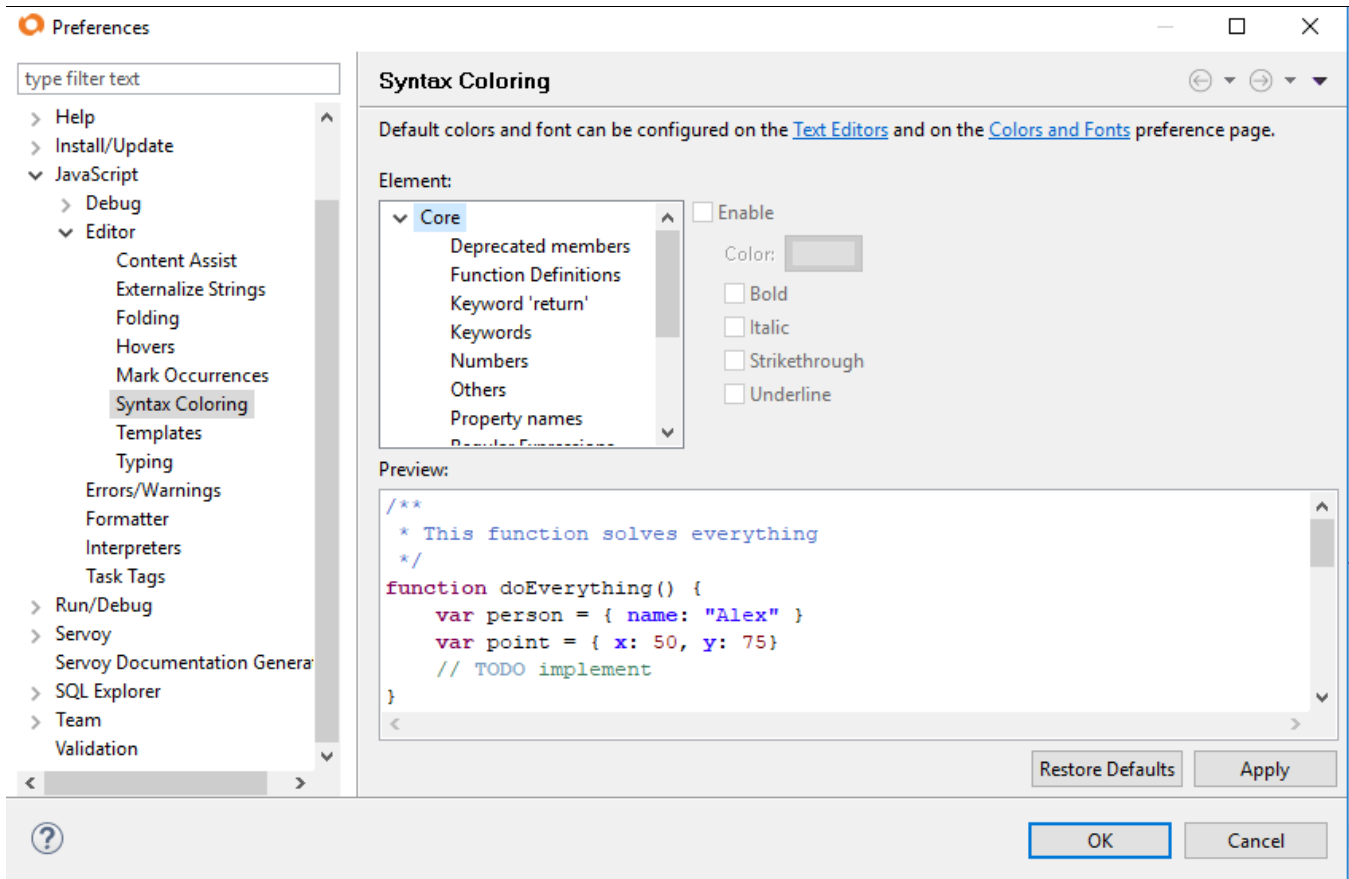 Preferences
type filter text
Help
Install/Update
JavaScript
Debug
Editor
Content Assist
Externalize Strings
Folding
Hovers
Mark Occurrences
Syntax Coloring
Templates
Typing
Errors/Warnings
Formatter
Interpreters
Task Tags
Run/Debug
Servoy
Servoy Documentation Genera
SQL Explorer
Team
Validation
Syntax Coloring
Default colors and font can be configured on the Text Editors and on the Colors and Fonts preference page.
Element:
Core
Deprecated members
Function Definitions
Keyword 'return'
Keywords
Numbers
Others
Property names
Regular Expressions
Enable
Color:
Bold
Italic
Strikethrough
Underline
Preview:
/**
 * This function solves everything
 */
function doEverything() {
    var person = { name: "Alex" }
    var point = { x: 50, y: 75}
    // TODO implement
}
Restore Defaults
Apply
?
OK
Cancel